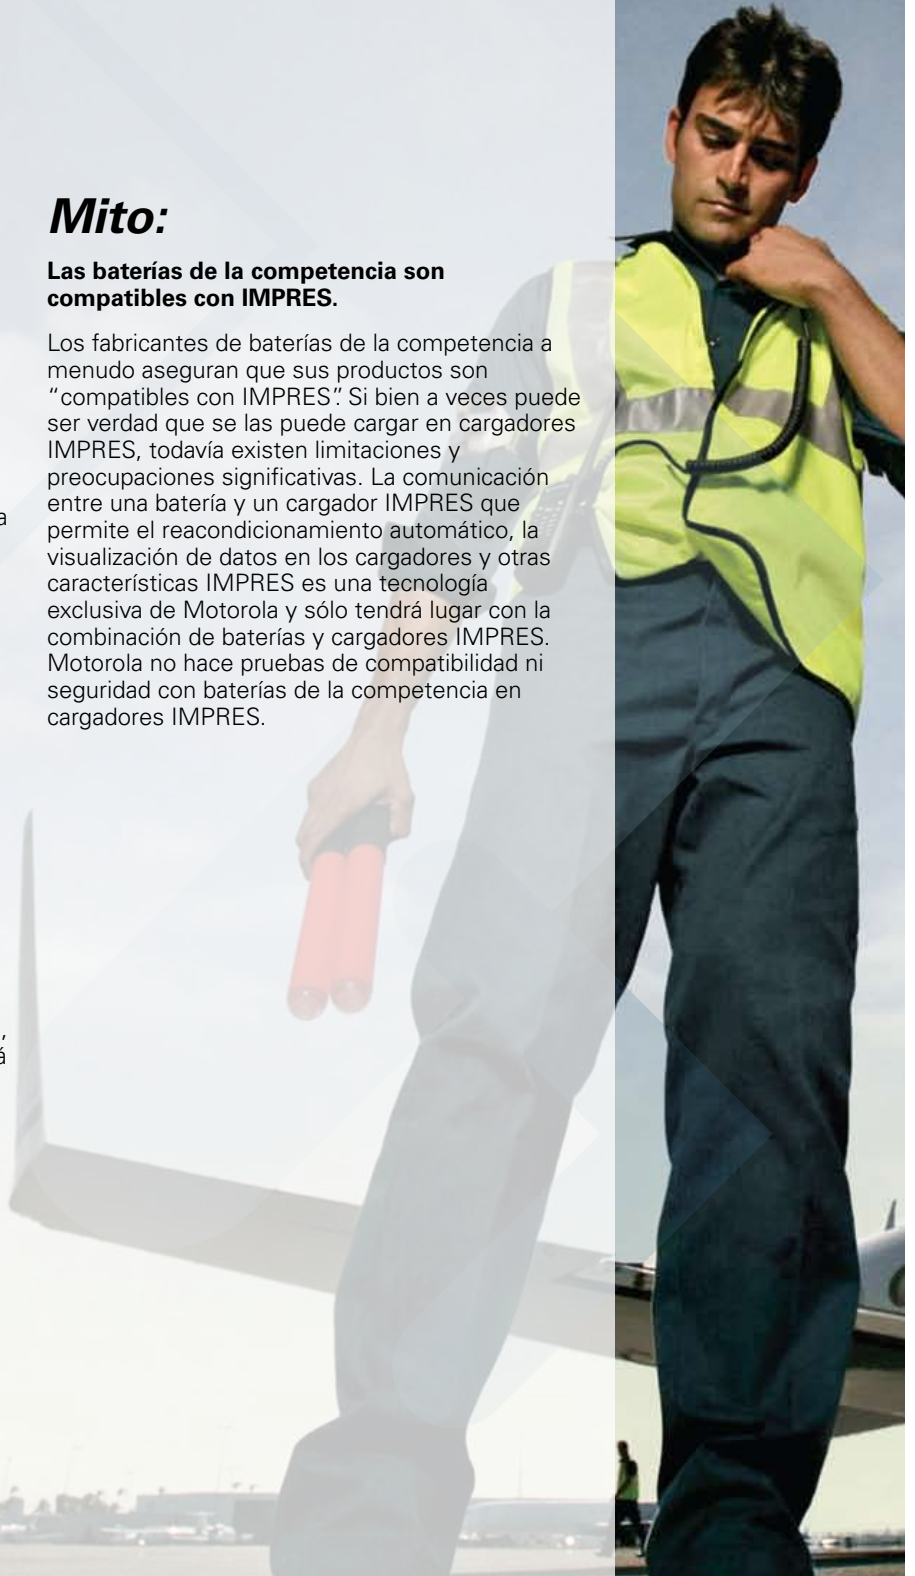 Mito:
Las baterías de la competencia son
compatibles con IMPRES.
Los fabricantes de baterías de la competencia a
menudo aseguran que sus productos son
“compatibles con IMPRES”. Si bien a veces puede
ser verdad que se las puede cargar en cargadores
IMPRES, todavía existen limitaciones y
preocupaciones significativas. La comunicación
entre una batería y un cargador IMPRES que
permite el reacondicionamiento automático, la
visualización de datos en los cargadores y otras
características IMPRES es una tecnología
exclusiva de Motorola y sólo tendrá lugar con la
combinación de baterías y cargadores IMPRES.
Motorola no hace pruebas de compatibilidad ni
seguridad con baterías de la competencia en
cargadores IMPRES.